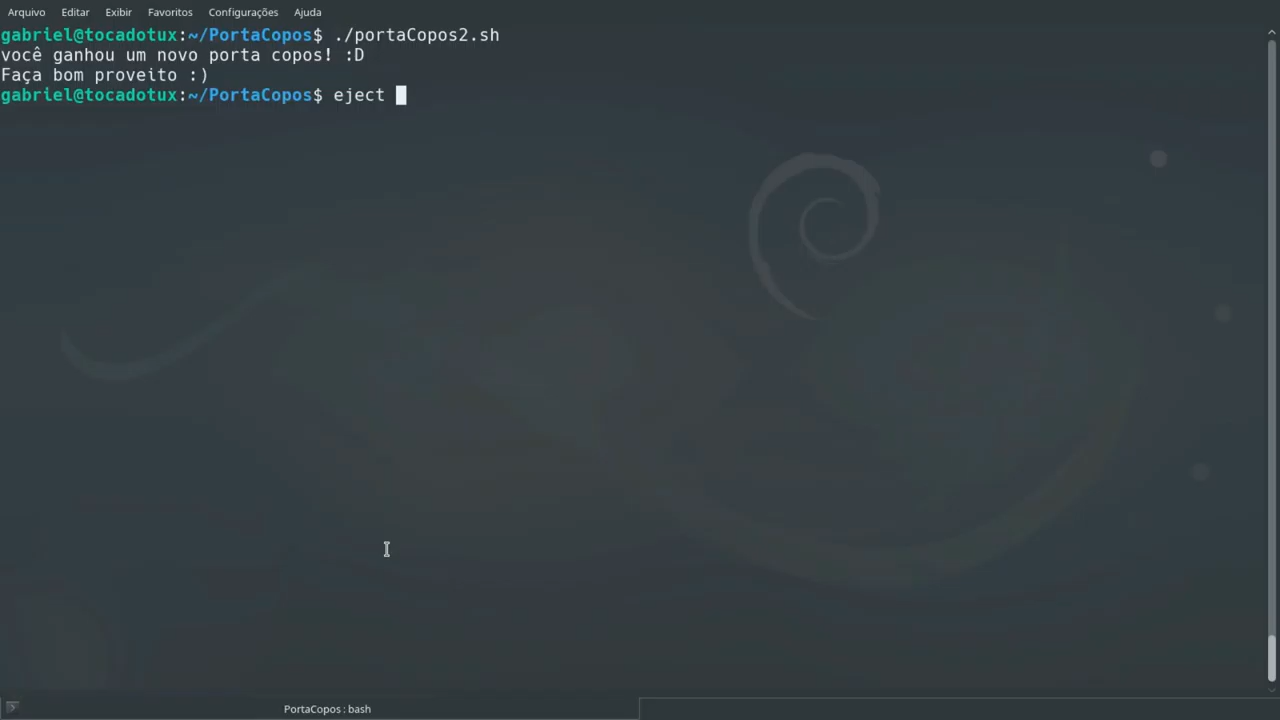 Arquivo Editar Exibir Favoritos Configurações Ajuda
gabriel@tocadotux:~/PortaCopos$ ./portaCopos2.sh
você ganhou um novo porta copos! :D
Faça bom proveito :)
gabriel@tocadotux:~/PortaCopos$ eject
PortaCopos : bash